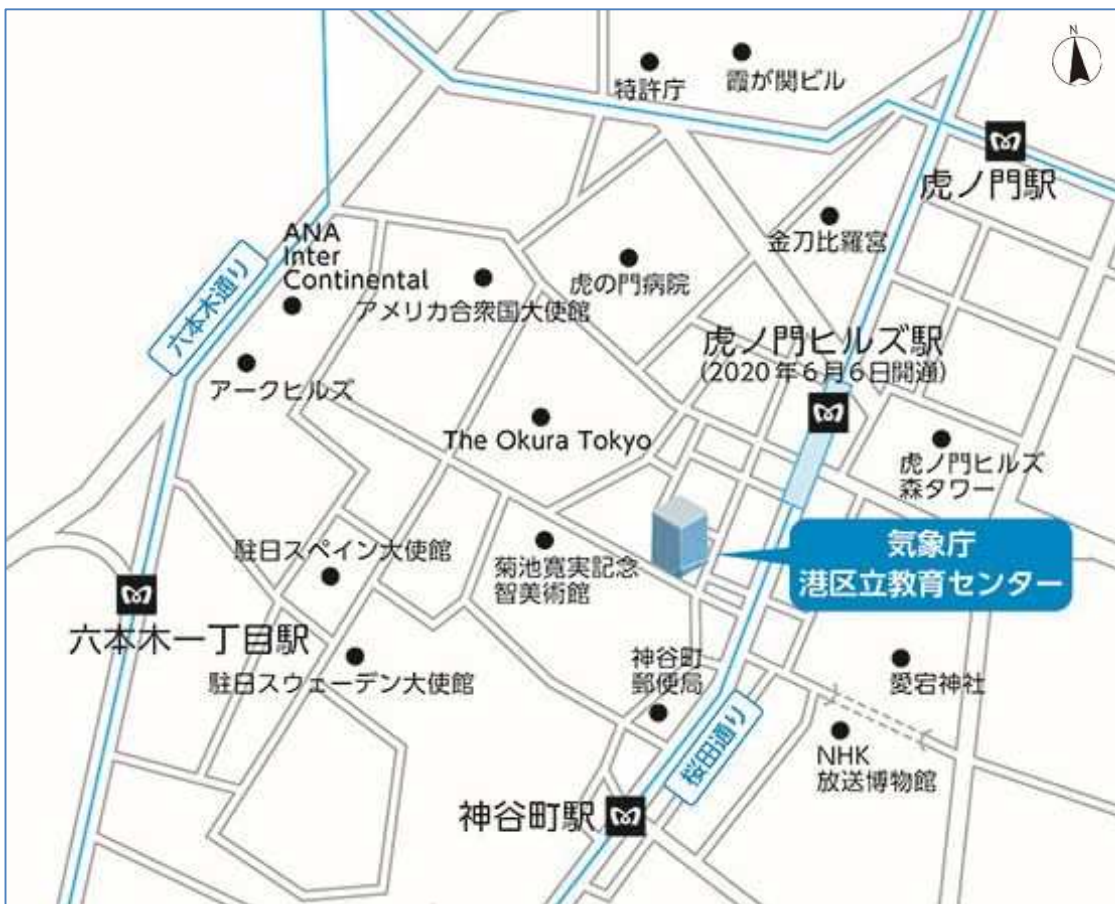 N
霞が関ビル
特許庁
虎ノ門駅
金刀比羅宮
ANA
Inter
Continental
虎の門病院
アメリカ合衆国大使館
六本木通り
虎ノ門ヒルズ駅
(2020年6月6日開通)
アークヒルズ
The Okura Tokyo
虎ノ門ヒルズ
森タワー
気象庁
港区立教育センター
駐日スペイン大使館
菊池寛実記念
智美術館
六本木一丁目駅
駐日スウェーデン大使館
神谷町
郵便局
愛宕神社
桜田通り
NHK
放送博物館
神谷町駅